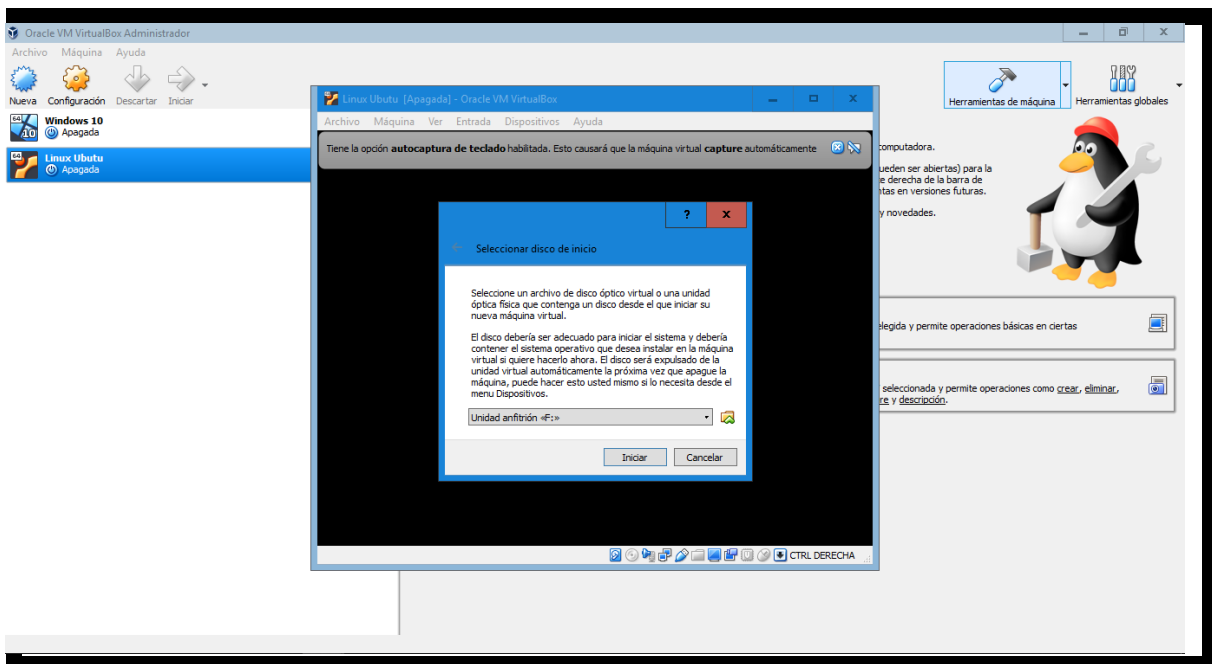 Oracle VM VirtualBox Administrador
Archivo Máquina Ayuda
Nueva Configuración Descartar Iniciar
Herramientas de máquina Herramientas globales
64
10
Windows 10
Apagada
64
Linux Ubutu
Apagada
Linux Ubutu [Apagada] - Oracle VM VirtualBox
Archivo Máquina Ver Entrada Dispositivos Ayuda
Tiene la opción autocaptura de teclado habilitada. Esto causará que la máquina virtual capture automáticamente
? x
Seleccionar disco de inicio
Seleccione un archivo de disco óptico virtual o una unidad
óptica física que contenga un disco desde el que iniciar su
nueva máquina virtual.
El disco debería ser adecuado para iniciar el sistema y debería
contener el sistema operativo que desea instalar en la máquina
virtual si quiere hacerlo ahora. El disco será expulsado de la
unidad virtual automáticamente la próxima vez que apague la
máquina, puede hacer esto usted mismo si lo necesita desde el
menu Dispositivos.
Unidad anfitrión «F:»
Iniciar Cancelar
CTRL DERECHA
computadora.
ueden ser abiertas) para la
e derecha de la barra de
ntas en versiones futuras.
y novedades.
elegida y permite operaciones básicas en ciertas
seleccionada y permite operaciones como crear, eliminar,
re y descripción.